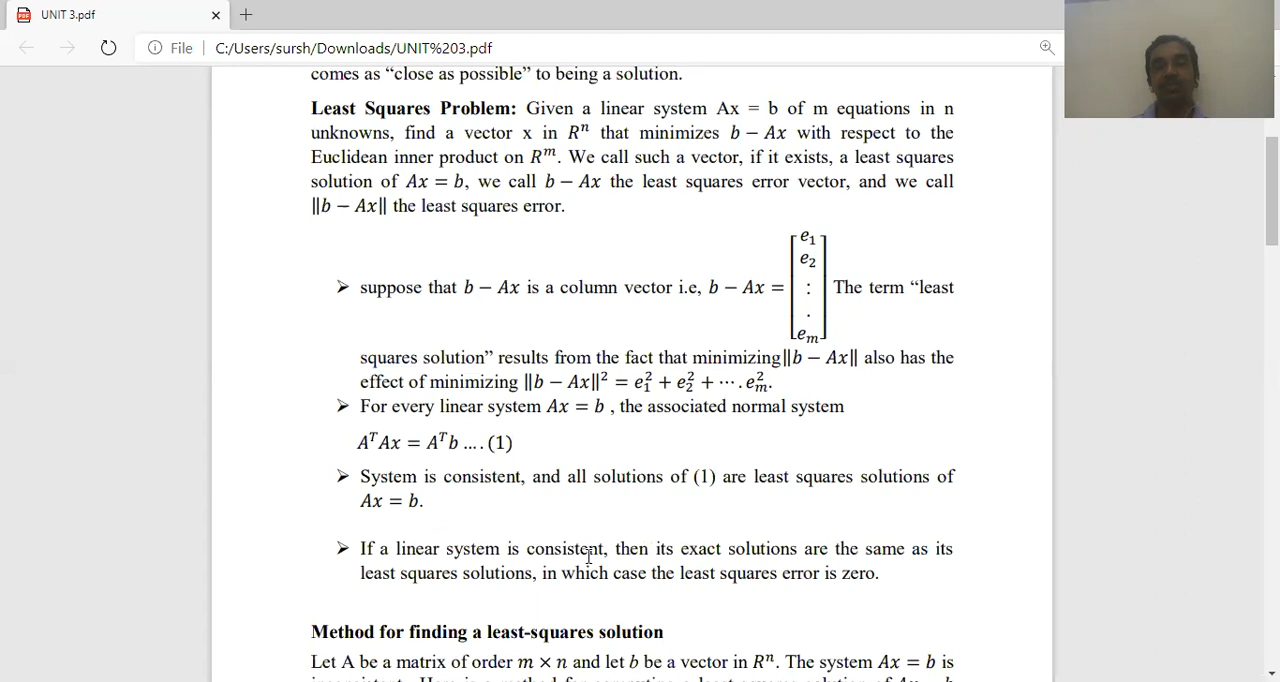 UNIT 3.pdf
File
C:/Users/sursh/Downloads/UNIT%203.pdf
comes as “close as possible” to being a solution.
Least Squares Problem: Given a linear system Ax = b of m equations in n
unknowns, find a vector x in Rⁿ that minimizes b − Ax with respect to the
Euclidean inner product on Rᵐ. We call such a vector, if it exists, a least squares
solution of Ax = b, we call b − Ax the least squares error vector, and we call
‖b − Ax‖ the least squares error.
➢ suppose that b − Ax is a column vector i.e, b − Ax = [e₁ e₂ : . eₘ] The term “least
squares solution” results from the fact that minimizing‖b − Ax‖ also has the
effect of minimizing ‖b − Ax‖² = e₁² + e₂² + ⋯ . eₘ².
➢ For every linear system Ax = b , the associated normal system
AᵀAx = Aᵀb …. (1)
➢ System is consistent, and all solutions of (1) are least squares solutions of
Ax = b.
➢ If a linear system is consistent, then its exact solutions are the same as its
least squares solutions, in which case the least squares error is zero.
Method for finding a least-squares solution
Let A be a matrix of order m × n and let b be a vector in Rⁿ. The system Ax = b is